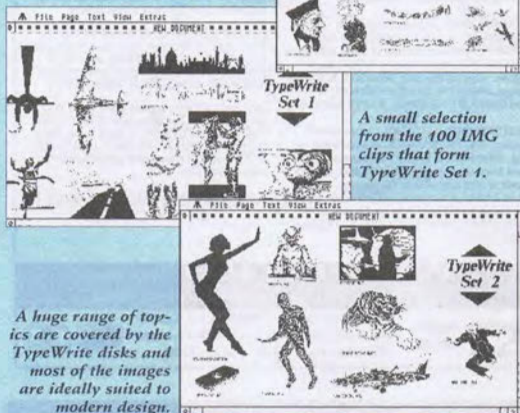 File Page Text View Extras
NEW DOCUMENT
TypeWrite
Set 1
A small selection
from the 100 IMG
clips that form
TypeWrite Set 1.
File Page Text View Extras
NEW DOCUMENT
TypeWrite
Set 2
A huge range of top-
ics are covered by the
TypeWrite disks and
most of the images
are ideally suited to
modern design.